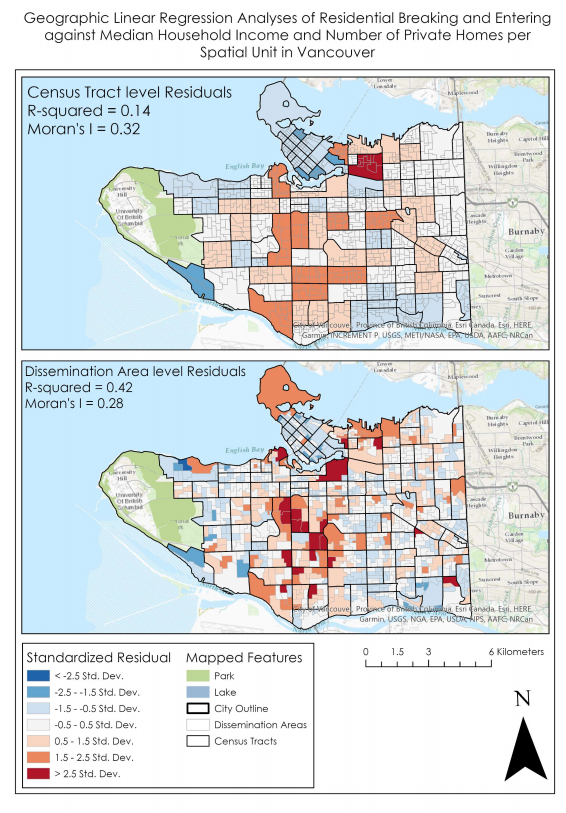 Geographic Linear Regression Analyses of Residential Breaking and Entering
against Median Household Income and Number of Private Homes per
Spatial Unit in Vancouver
Census Tract level Residuals
R-squared = 0.14
Moran's I = 0.32
Lower
Lonsdale
Maplewood
English Bay
Burnaby
Heights
Capitol Hill
Brentwood
Park
Willingdon
Heights
University
Hill
University
Of British
Columbia
Cascade
Heights
Burnaby
Garden
Village
Metrotown
Suncrest
South Slope
City of Vancouver, Province of British Columbia, Esri Canada, Esri, HERE,
Garmin, INCREMENT P, USGS, METI/NASA, EPA, USDA, AAFC, NRCan
Dissemination Area level Residuals
R-squared = 0.42
Moran's I = 0.28
Lower
Lonsdale
Maplewood
English Bay
Burnaby
Heights
Capitol Hill
Brentwood
Park
Willingdon
Heights
University
Hill
University
Of British
Columbia
Heights
Burnaby
Garden
Village
Metrotown
Suncrest
South Slope
City of Vancouver, Province of British Columbia, Esri Canada, Esri, HERE,
Garmin, USGS, NGA, EPA, USDA, NPS, AAFC, NRCan
Standardized Residual
< -2.5 Std. Dev.
-2.5 - -1.5 Std. Dev.
-1.5 - -0.5 Std. Dev.
-0.5 - 0.5 Std. Dev.
0.5 - 1.5 Std. Dev.
1.5 - 2.5 Std. Dev.
> 2.5 Std. Dev.
Mapped Features
Park
Lake
City Outline
Dissemination Areas
Census Tracts
0 1.5 3 6 Kilometers
N